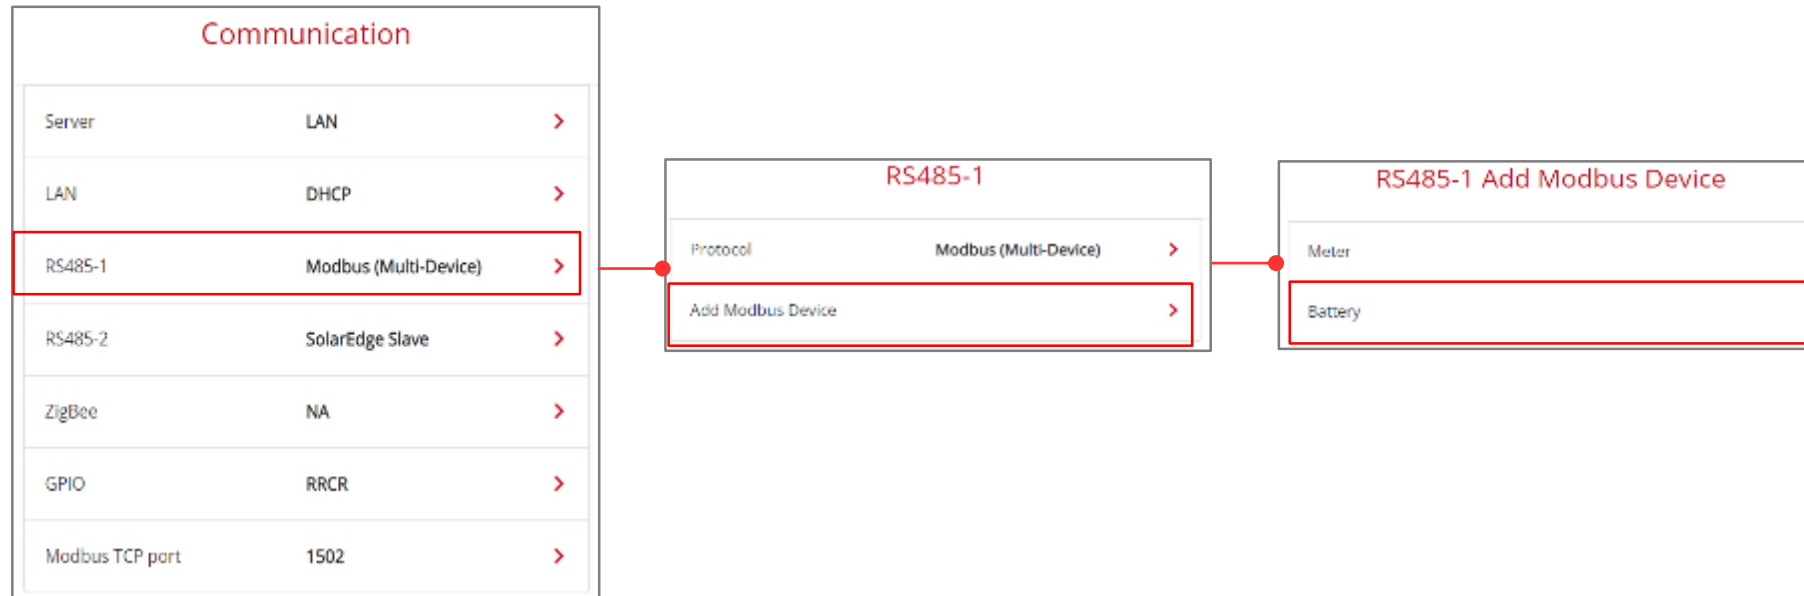 Communication
Server LAN
LAN DHCP
RS485-1 Modbus (Multi-Device)
RS485-2 SolarEdge Slave
ZigBee NA
GPIO RRCR
Modbus TCP port 1502
RS485-1
Protocol Modbus (Multi-Device)
Add Modbus Device
RS485-1 Add Modbus Device
Meter
Battery